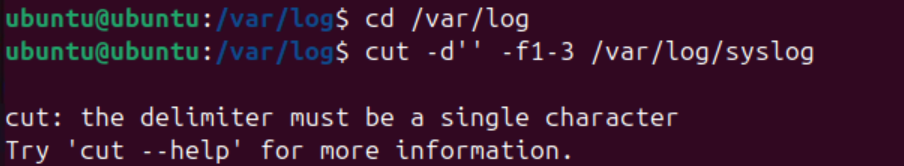 ubuntu@ubuntu:/var/log$ cd /var/log
ubuntu@ubuntu:/var/log$ cut -d'' -f1-3 /var/log/syslog
cut: the delimiter must be a single character
Try 'cut --help' for more information.